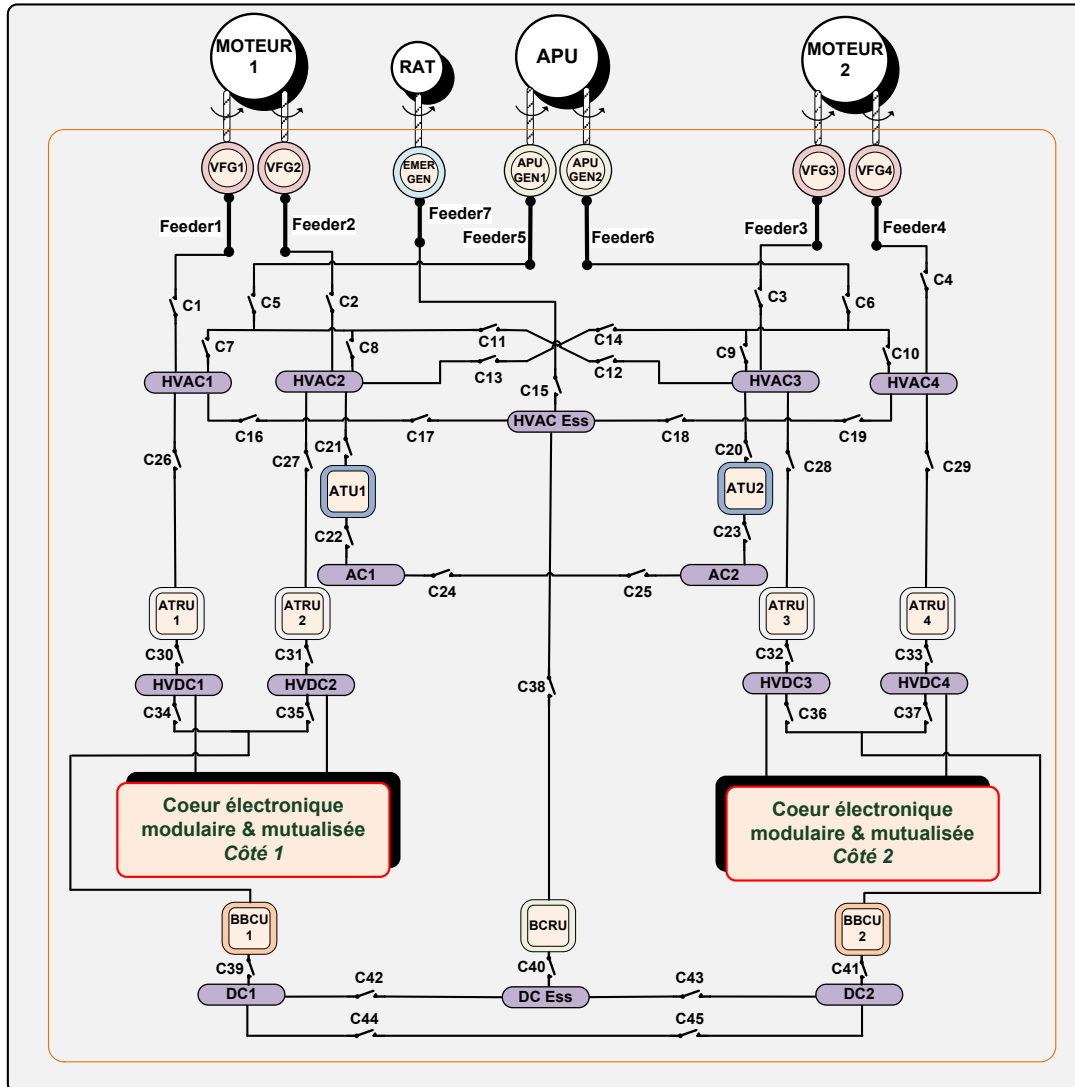 MOTEUR
1
RAT
APU
MOTEUR
2
VFG1
VFG2
EMER
GEN
APU
GEN1
APU
GEN2
VFG3
VFG4
Feeder1
Feeder2
Feeder7
Feeder5
Feeder6
Feeder3
Feeder4
C1
C5
C2
C3
C6
C4
C7
C8
C11
C14
C9
C10
C13
C12
C15
HVAC1
HVAC2
HVAC3
HVAC4
HVAC Ess
C16
C17
C18
C19
C26
C27
C21
C20
C28
C29
ATU1
ATU2
C22
C23
AC1
AC2
C24
C25
ATRU
1
ATRU
2
ATRU
3
ATRU
4
C30
C31
C32
C33
HVDC1
HVDC2
HVDC3
HVDC4
C38
C34
C35
C36
C37
Coeur électronique
modulaire & mutualisée
Côté 1
Coeur électronique
modulaire & mutualisée
Côté 2
BBCU
1
BCRU
BBCU
2
C39
C40
C41
C42
C43
DC1
DC Ess
DC2
C44
C45